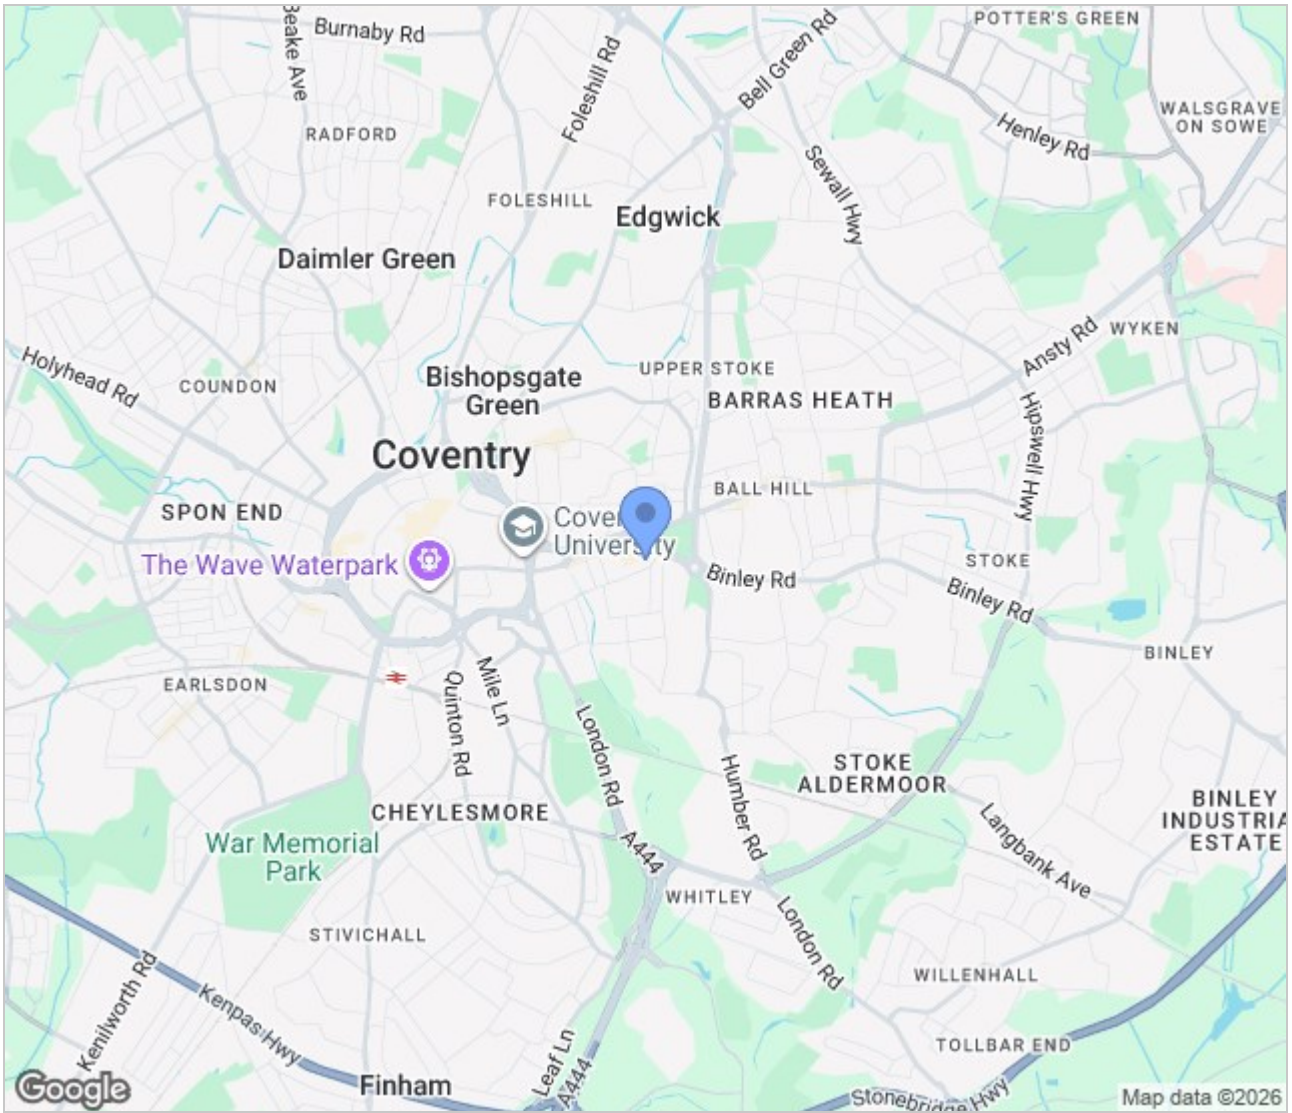 Burnaby Rd
Beake Ave
Foleshill Rd
Bell Green Rd
POTTER'S GREEN
WALSGRAVE
ON SOWE
RADFORD
Henley Rd
Sewall Hwy
FOLESHILL
Edgwick
Daimler Green
Holyhead Rd
COUNDON
Bishopsgate
Green
UPPER STOKE
BARRAS HEATH
Ansty Rd
WYKEN
Hipswell Hwy
Coventry
BALL HILL
SPON END
University
The Wave Waterpark
Binley Rd
STOKE
Binley Rd
BINLEY
EARLSDON
Quinton Rd
Mile Ln
London Rd
Humber Rd
STOKE
ALDERMOOR
CHEYLESMORE
War Memorial
Park
A444
Langbank Ave
BINLEY
INDUSTRIA
ESTATE
WHITLEY
London Rd
STIVICHALL
WILLENHALL
Kenilworth Rd
Kenpas Hwy
TOLLBAR END
Leaf Ln
A444
Finham
Stonebridge Hwy
Google
Map data ©2026